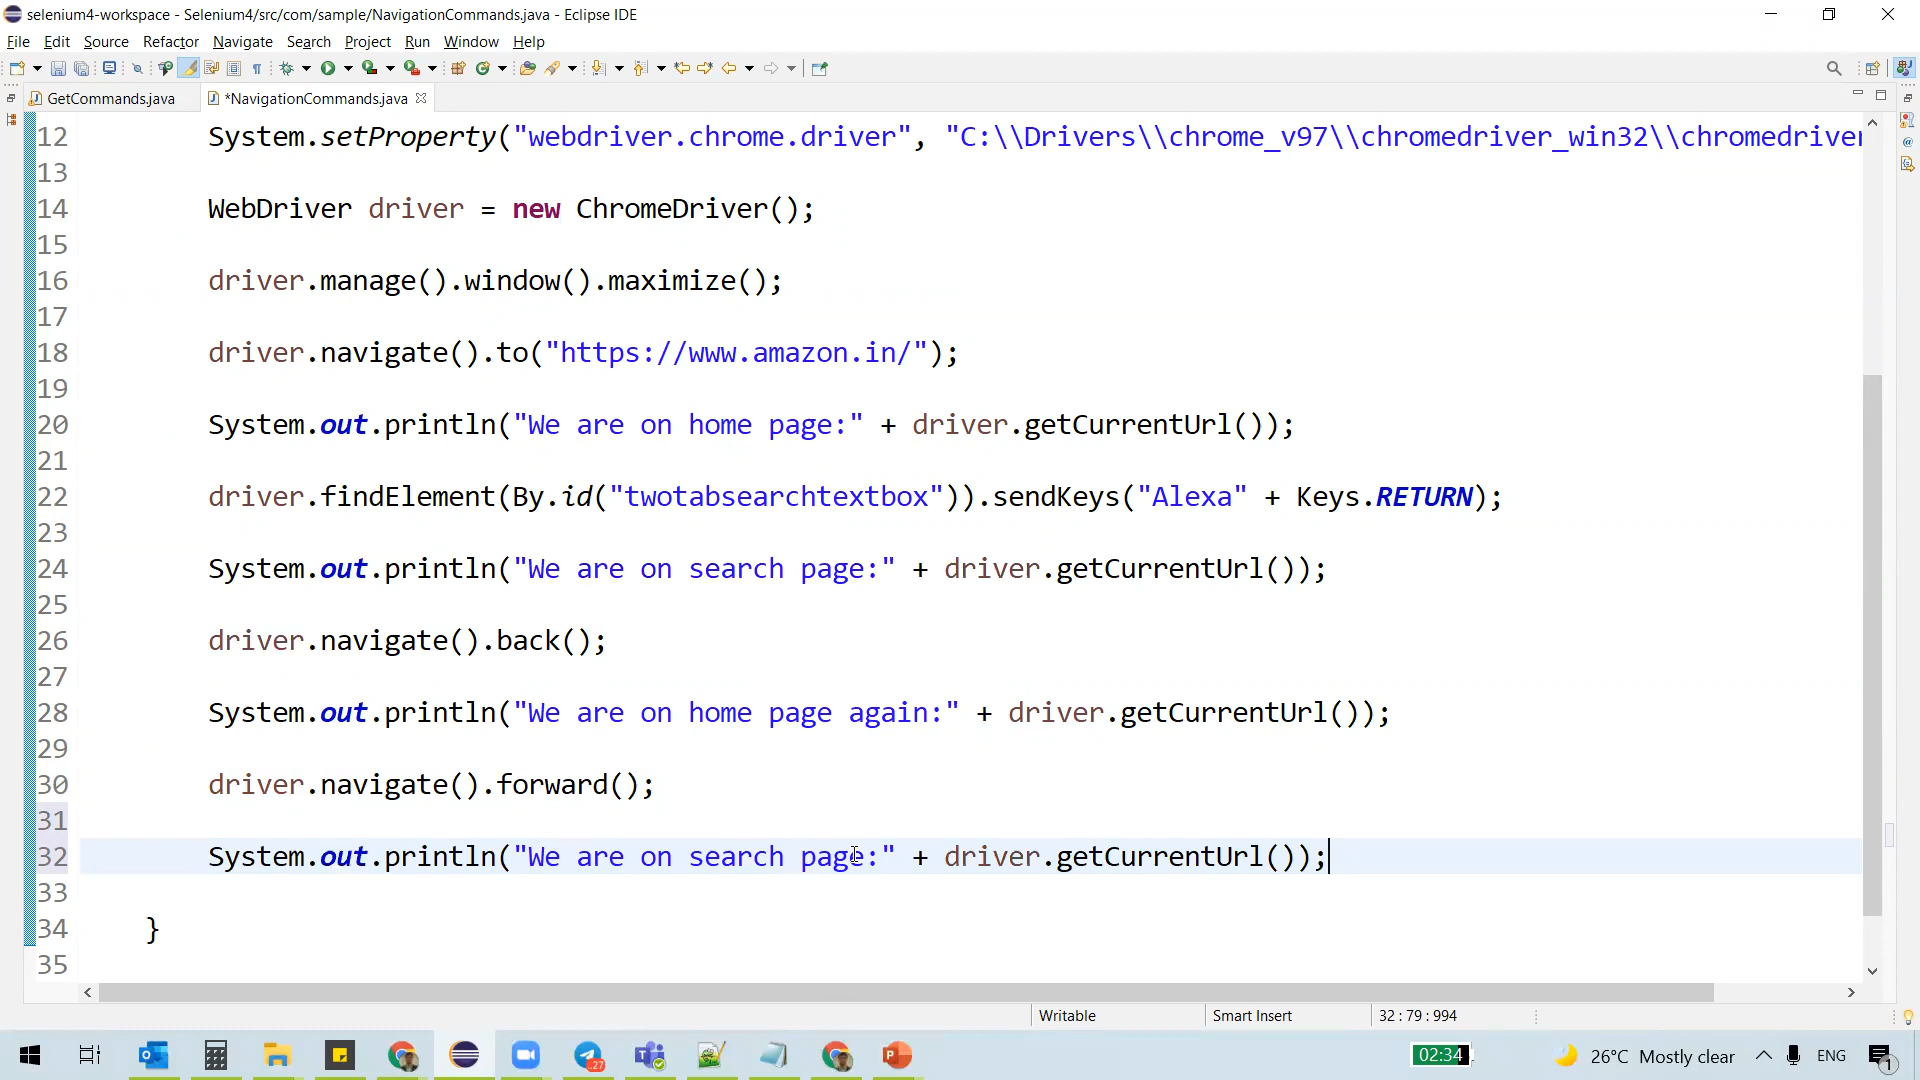 selenium4-workspace - Selenium4/src/com/sample/NavigationCommands.java - Eclipse IDE
File Edit Source Refactor Navigate Search Project Run Window Help
GetCommands.java *NavigationCommands.java
12 System.setProperty("webdriver.chrome.driver", "C:\\Drivers\\chrome_v97\\chromedriver_win32\\chromedriver
13
14 WebDriver driver = new ChromeDriver();
15
16 driver.manage().window().maximize();
17
18 driver.navigate().to("https://www.amazon.in/");
19
20 System.out.println("We are on home page:" + driver.getCurrentUrl());
21
22 driver.findElement(By.id("twotabsearchtextbox")).sendKeys("Alexa" + Keys.RETURN);
23
24 System.out.println("We are on search page:" + driver.getCurrentUrl());
25
26 driver.navigate().back();
27
28 System.out.println("We are on home page again:" + driver.getCurrentUrl());
29
30 driver.navigate().forward();
31
32 System.out.println("We are on search page:" + driver.getCurrentUrl());
33
34 }
35
Writable Smart Insert 32 : 79 : 994
27 02:34 26°C Mostly clear ENG 1